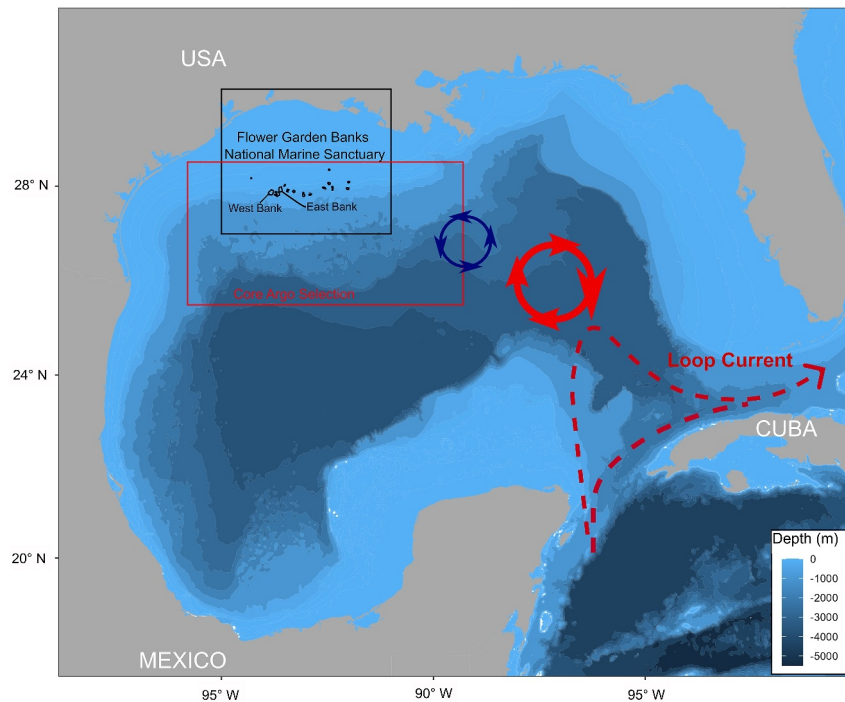 USA
Flower Garden Banks
National Marine Sanctuary
28° N
West Bank
East Bank
Core Argo Selection
Loop Current
24° N
CUBA
Depth (m)
0
-1000
-2000
-3000
-4000
-5000
20° N
MEXICO
95° W
90° W
95° W